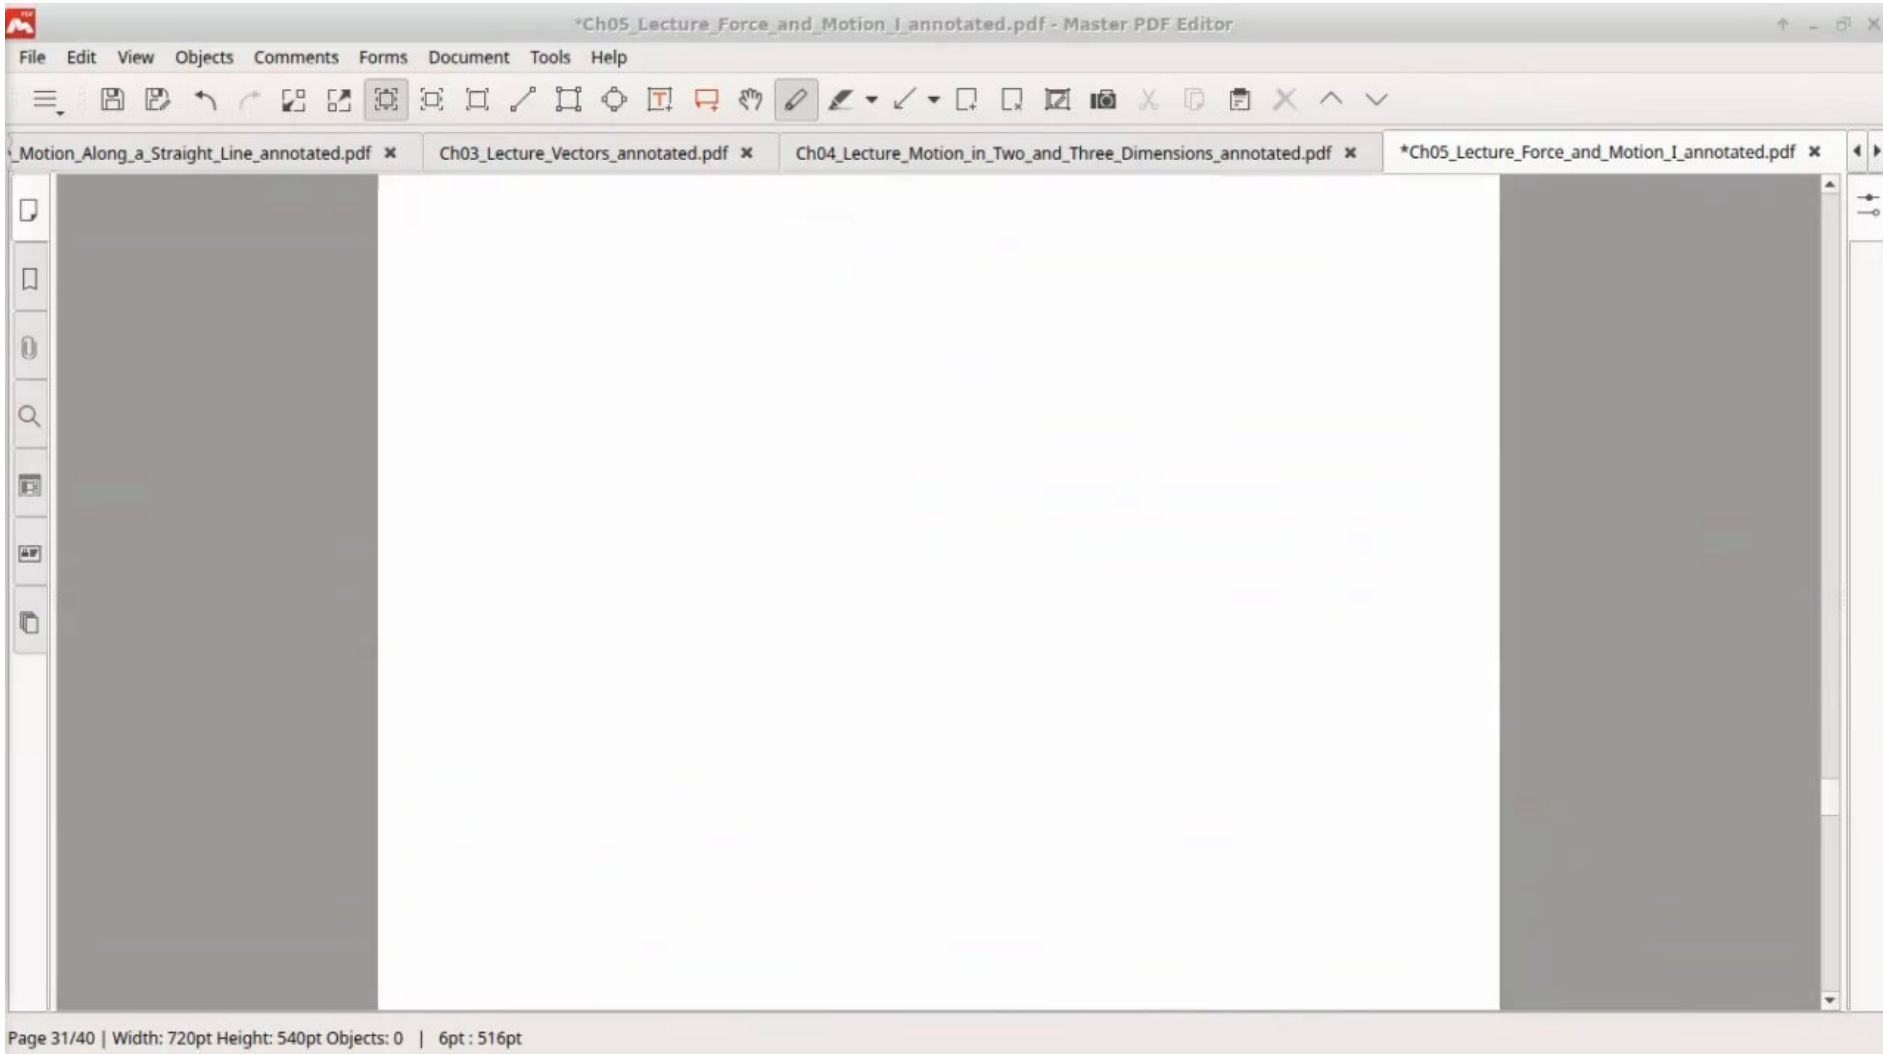 *Ch05_Lecture_Force_and_Motion_I_annotated.pdf - Master PDF Editor
File Edit View Objects Comments Forms Document Tools Help
_Motion_Along_a_Straight_Line_annotated.pdf Ch03_Lecture_Vectors_annotated.pdf Ch04_Lecture_Motion_in_Two_and_Three_Dimensions_annotated.pdf *Ch05_Lecture_Force_and_Motion_I_annotated.pdf
Page 31/40 | Width: 720pt Height: 540pt Objects: 0 | 6pt : 516pt